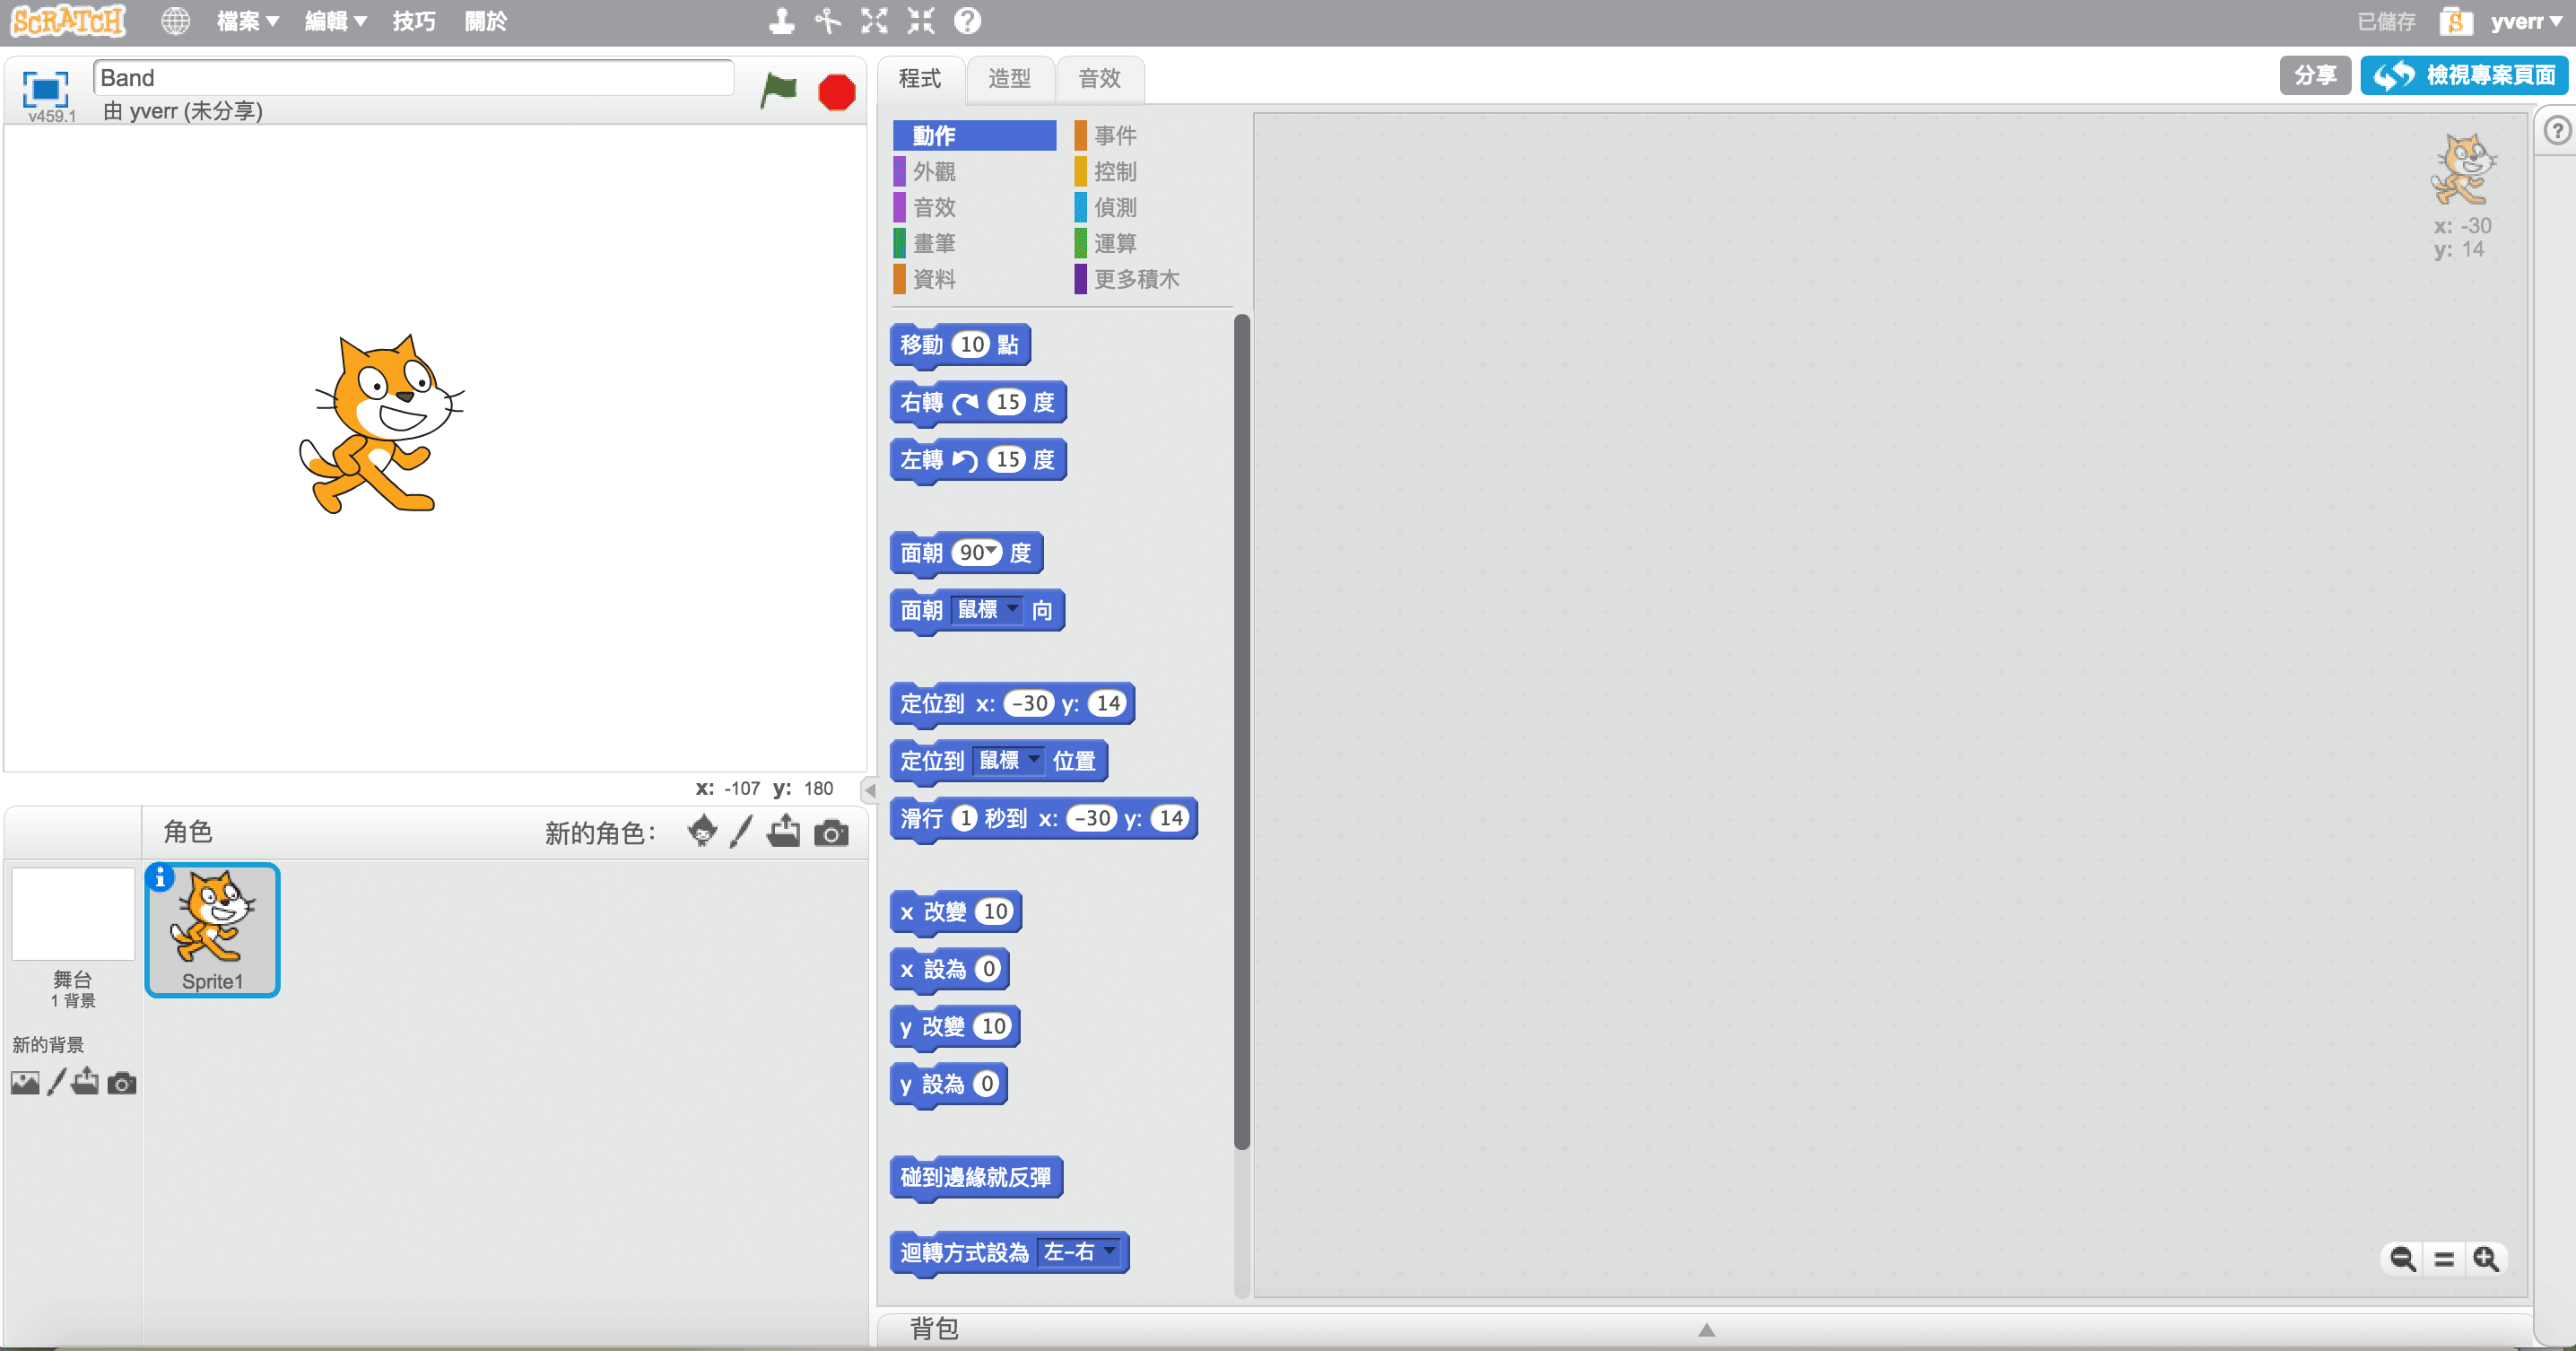 SCRATCH 檔案 編輯 技巧 關於 已儲存 yverr
Band
v459.1
由 yverr (未分享)
x: -107 y: 180
角色 新的角色：
Sprite1
舞台
1 背景
新的背景
程式 造型 音效 分享 檢視專案頁面
動作 事件
外觀 控制
音效 偵測
畫筆 運算
資料 更多積木
移動 10 點
右轉 15 度
左轉 15 度
面朝 90 度
面朝 鼠標 向
定位到 x: -30 y: 14
定位到 鼠標 位置
滑行 1 秒到 x: -30 y: 14
x 改變 10
x 設為 0
y 改變 10
y 設為 0
碰到邊緣就反彈
迴轉方式設為 左-右
x: -30
y: 14
背包